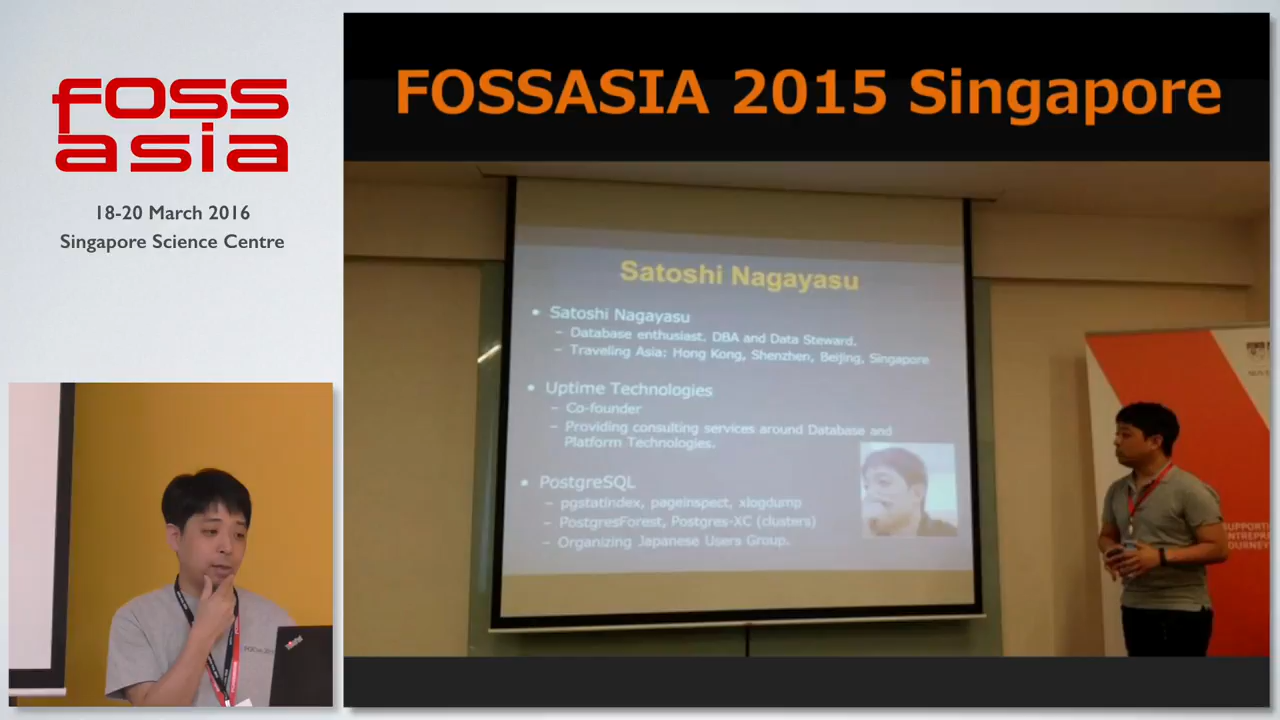 foss
asia
18-20 March 2016
Singapore Science Centre
FOSSASIA 2015 Singapore
Satoshi Nagayasu
• Satoshi Nagayasu
– Database enthusiast. DBA and Data Steward.
– Traveling Asia: Hong Kong, Shenzhen, Beijing, Singapore
• Uptime Technologies
– Co-founder
– Providing consulting services around Database and
Platform Technologies.
• PostgreSQL
– pgstatindex, pageinspect, xlogdump
– PostgresForest, Postgres-XC (clusters)
– Organizing Japanese Users Group.